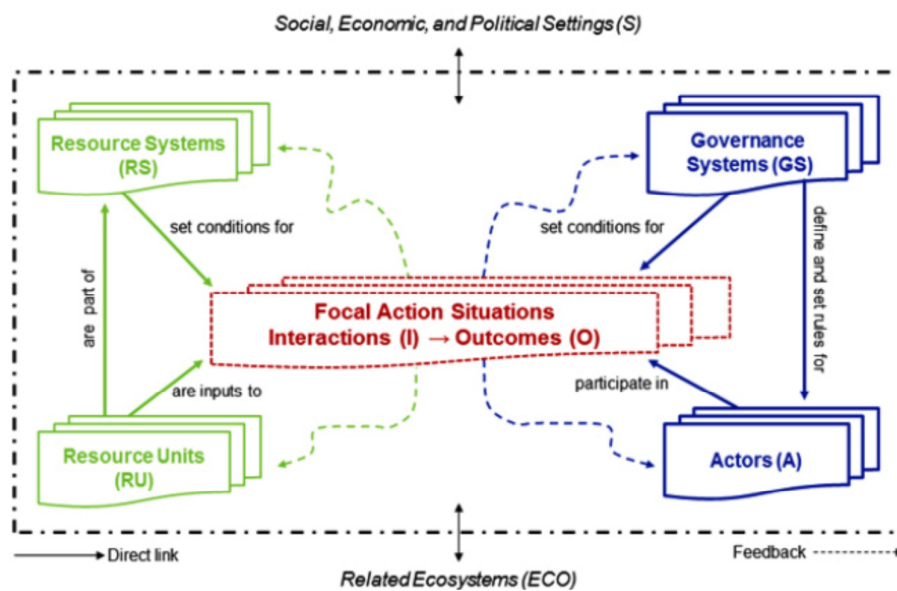 Social, Economic, and Political Settings (S)
Resource Systems
(RS)
Governance
Systems (GS)
set conditions for
set conditions for
are part of
define and set rules for
Focal Action Situations
Interactions (I) → Outcomes (O)
are inputs to
participate in
Resource Units
(RU)
Actors (A)
Direct link
Feedback
Related Ecosystems (ECO)